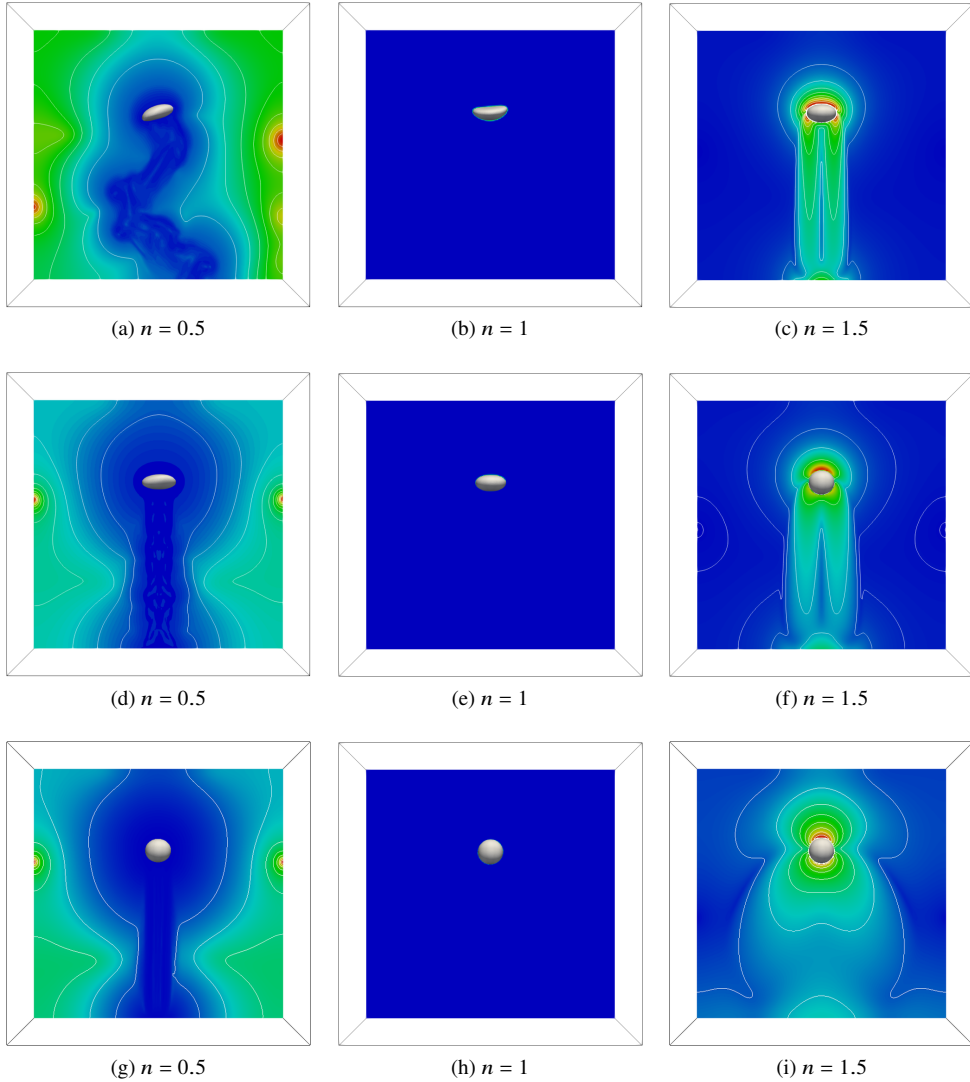 (a) n = 0.5 (b) n = 1 (c) n = 1.5
(d) n = 0.5 (e) n = 1 (f) n = 1.5
(g) n = 0.5 (h) n = 1 (i) n = 1.5